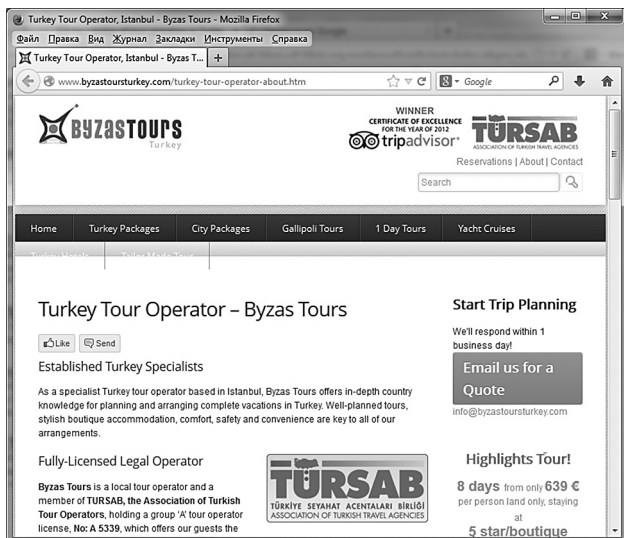 Turkey Tour Operator, Istanbul - Byzas Tours - Mozilla Firefox
Файл Правка Вид Журнал Закладки Инструменты Справка
Turkey Tour Operator, Istanbul - Byzas T...
www.byzastoursturkey.com/turkey-tour-operator-about.htm
Google
BYZASTOURS
Turkey
WINNER
CERTIFICATE OF EXCELLENCE
FOR THE YEAR OF 2012
tripadvisor
TÜRSAB
ASSOCIATION OF TURKISH TRAVEL AGENCIES
Reservations | About | Contact
Search
Home Turkey Packages City Packages Gallipoli Tours 1 Day Tours Yacht Cruises
Turkey Hotels Tailor Made Tour
Turkey Tour Operator – Byzas Tours
Like Send
Established Turkey Specialists
As a specialist Turkey tour operator based in Istanbul, Byzas Tours offers in-depth country
knowledge for planning and arranging complete vacations in Turkey. Well-planned tours,
stylish boutique accommodation, comfort, safety and convenience are key to all of our
arrangements.
Fully-Licensed Legal Operator
Byzas Tours is a local tour operator and a
member of TURSAB, the Association of Turkish
Tour Operators, holding a group 'A' tour operator
license, No: A 5339, which offers our guests the
TÜRSAB
TÜRKİYE SEYAHAT ACENTALARI BİRLİĞİ
ASSOCIATION OF TURKISH TRAVEL AGENCIES
Start Trip Planning
We'll respond within 1
business day!
Email us for a
Quote
info@byzastoursturkey.com
Highlights Tour!
8 days from only 639 €
per person land only, staying
at
5 star/boutique